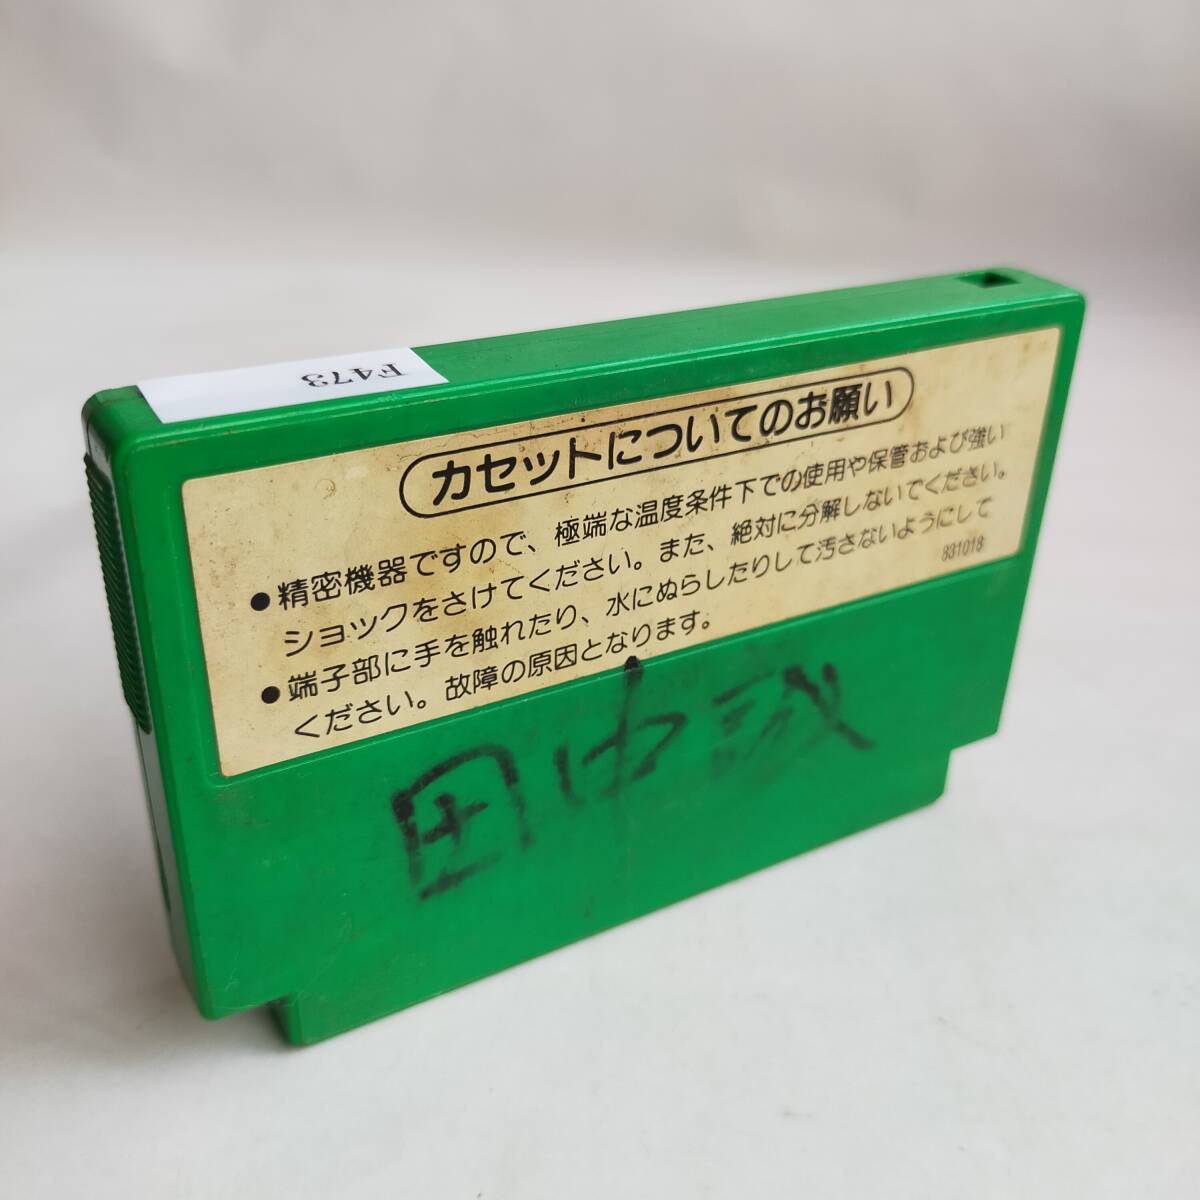 F473
カセットについてのお願い
●精密機器ですので、極端な温度条件下での使用や保管および強い
ショックをさけてください。また、絶対に分解しないでください。
●端子部に手を触れたり、水にぬらしたりして汚さないようにして
ください。故障の原因となります。
831018
田中誠